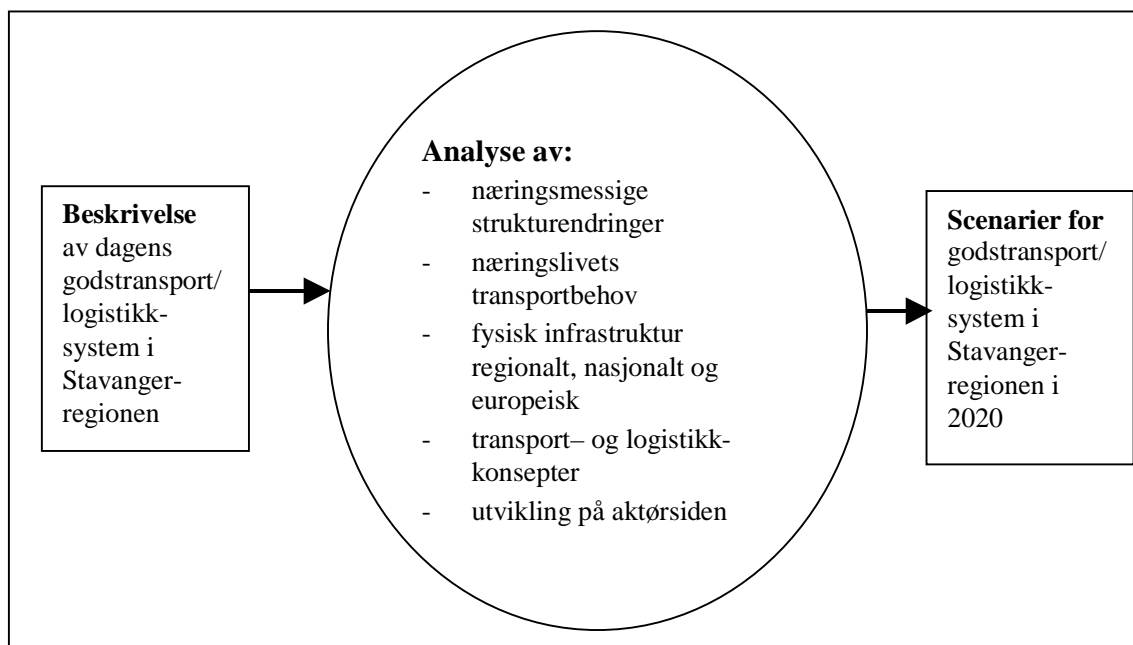 Beskrivelse
av dagens
godstransport/
logistikk-
system i
Stavanger-
regionen
Analyse av:
- næringsmessige
strukturendringer
- næringslivets
transportbehov
- fysisk infrastruktur
regionalt, nasjonalt og
europeisk
- transport– og logistikk-
konsepter
- utvikling på aktørsiden
Scenarier for
godstransport/
logistikk-
system i
Stavanger-
regionen i
2020